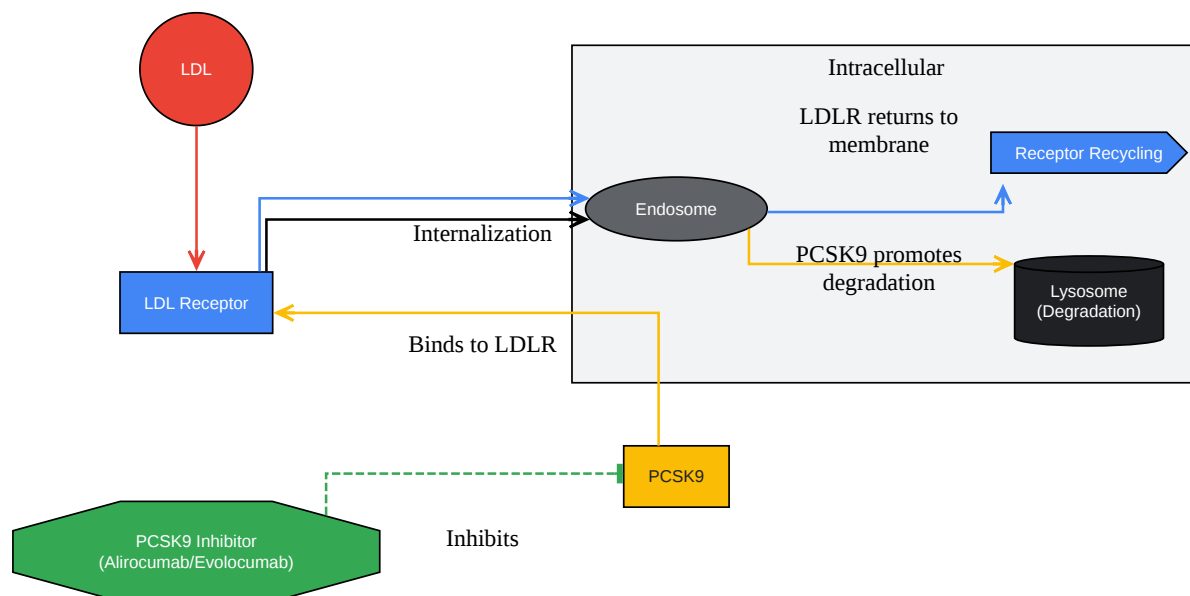 LDL
Intracellular
LDLR returns to
membrane
Receptor Recycling
Endosome
Internalization
PCSK9 promotes
degradation
Lysosome
(Degradation)
LDL Receptor
Binds to LDLR
PCSK9
Inhibits
PCSK9 Inhibitor
(Alirocumab/Evolocumab)